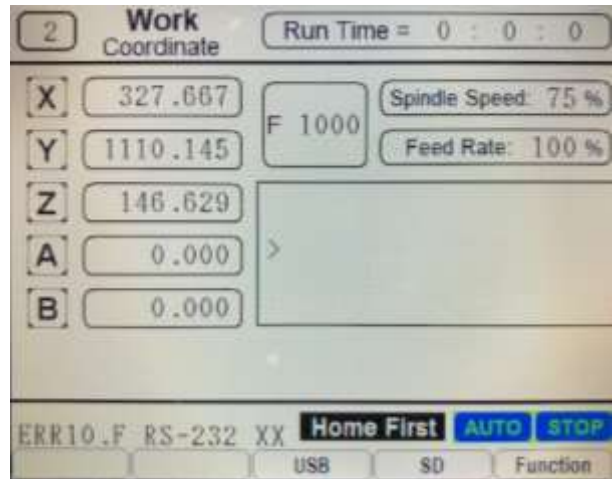 2 Work Coordinate Run Time = 0 : 0 : 0
X 327.667 F 1000 Spindle Speed: 75 %
Y 1110.145 Feed Rate: 100 %
Z 146.629
A 0.000 >
B 0.000
ERR10.F RS-232 XX Home First AUTO STOP
USB SD Function